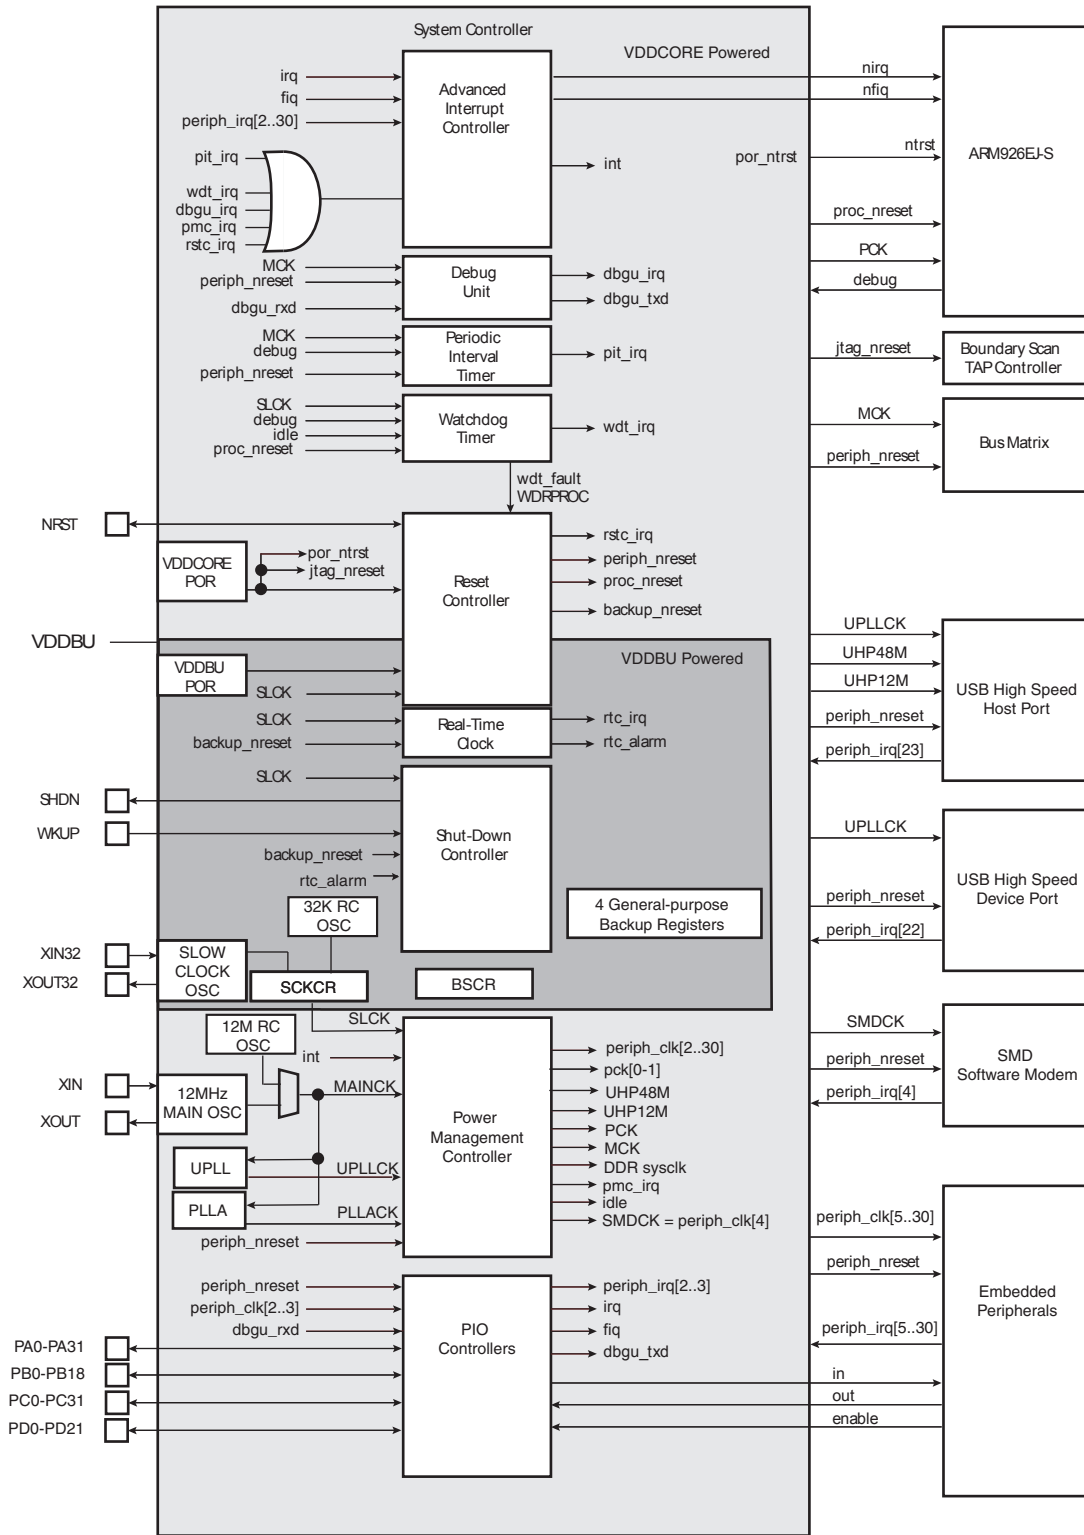 System Controller
VDDCORE Powered
irq
fiq
periph_irq[2..30]
pit_irq
wdt_irq
dbgu_irq
pmc_irq
rstc_irq
Advanced
Interrupt
Controller
int
por_ntrst
nirq
nfiq
ntrst
proc_nreset
PCK
debug
ARM926EJ-S
MCK
periph_nreset
dbgu_rxd
Debug
Unit
dbgu_irq
dbgu_txd
MCK
debug
periph_nreset
Periodic
Interval
Timer
pit_irq
jtag_nreset
Boundary Scan
TAP Controller
SLCK
debug
idle
proc_nreset
Watchdog
Timer
wdt_irq
MCK
periph_nreset
Bus Matrix
wdt_fault
WDRPROC
NRST
VDDCORE
POR
por_ntrst
jtag_nreset
Reset
Controller
rstc_irq
periph_nreset
proc_nreset
backup_nreset
VDDBU
VDDBU
POR
VDDBU Powered
SLCK
UPLLCK
UHP48M
UHP12M
periph_nreset
periph_irq[23]
USB High Speed
Host Port
SLCK
backup_nreset
Real-Time
Clock
rtc_irq
rtc_alarm
SLCK
SHDN
WKUP
backup_nreset
rtc_alarm
Shut-Down
Controller
4 General-purpose
Backup Registers
UPLLCK
periph_nreset
periph_irq[22]
USB High Speed
Device Port
32K RC
OSC
XIN32
XOUT32
SLOW
CLOCK
OSC
SCKCR
BSCR
SLCK
12M RC
OSC
int
XIN
XOUT
12MHz
MAIN OSC
MAINCK
UPLL
UPLLCK
PLLA
PLLACK
periph_nreset
Power
Management
Controller
periph_clk[2..30]
pck[0-1]
UHP48M
UHP12M
PCK
MCK
DDR sysclk
pmc_irq
idle
SMDCK = periph_clk[4]
SMDCK
periph_nreset
periph_irq[4]
SMD
Software Modem
periph_nreset
periph_clk[2..3]
dbgu_rxd
PA0-PA31
PB0-PB18
PC0-PC31
PD0-PD21
PIO
Controllers
periph_irq[2..3]
irq
fiq
dbgu_txd
periph_clk[5..30]
periph_nreset
periph_irq[5..30]
in
out
enable
Embedded
Peripherals